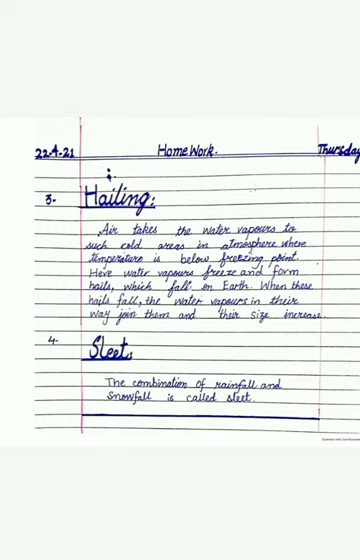 22-4-21 Home Work. Thursday
3- Hailing:
Air takes the water vapours to
such cold areas in atmosphere where
temperature is below freezing point.
Here water vapours freeze and form
hails, which fall on Earth. When these
hails fall, the water vapours in their
way join them and their size increase.
4- Sleet:
The combination of rainfall and
snowfall is called sleet.
Scanned with CamScanner